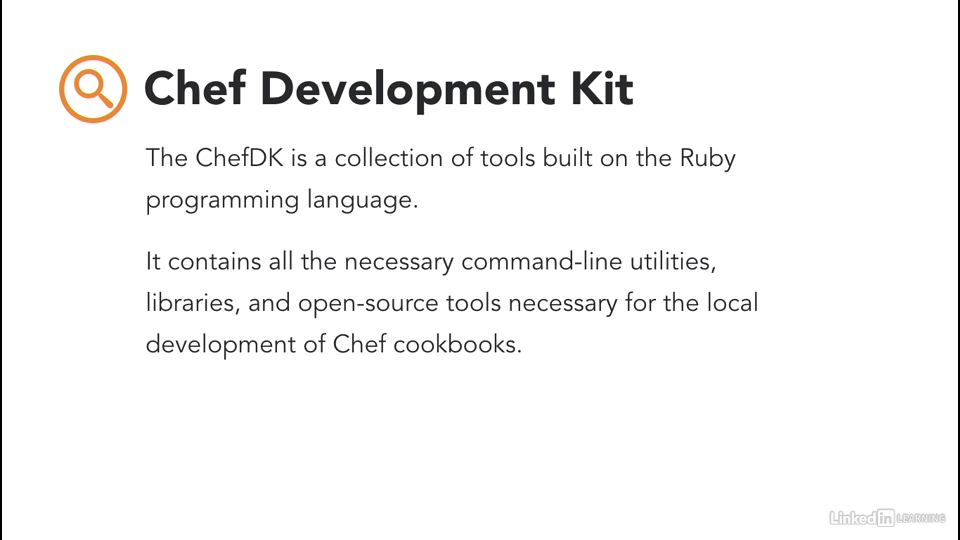 Chef Development Kit
The ChefDK is a collection of tools built on the Ruby
programming language.
It contains all the necessary command-line utilities,
libraries, and open-source tools necessary for the local
development of Chef cookbooks.
Linked in LEARNING